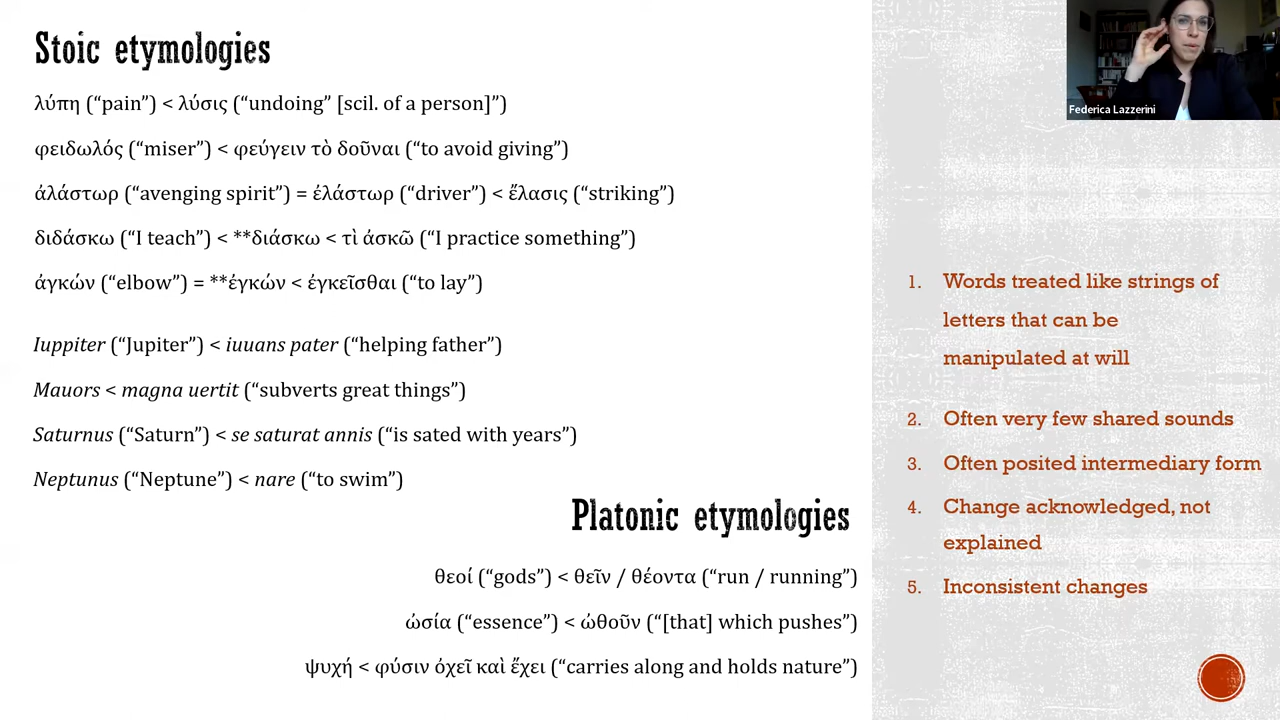 Stoic etymologies
λύπη (“pain”) < λύσις (“undoing” [scil. of a person]”)
φειδωλός (“miser”) < φεύγειν τὸ δοῦναι (“to avoid giving”)
ἀλάστωρ (“avenging spirit”) = ἐλάστωρ (“driver”) < ἔλασις (“striking”)
διδάσκω (“I teach”) < **διάσκω < τὶ ἀσκῶ (“I practice something”)
ἀγκών (“elbow”) = **ἐγκών < ἐγκεῖσθαι (“to lay”)
Iuppiter (“Jupiter”) < iuuans pater (“helping father”)
Mauors < magna uertit (“subverts great things”)
Saturnus (“Saturn”) < se saturat annis (“is sated with years”)
Neptunus (“Neptune”) < nare (“to swim”)
Platonic etymologies
θεοί (“gods”) < θεῖν / θέοντα (“run / running”)
ὠσία (“essence”) < ὠθοῦν (“[that] which pushes”)
ψυχή < φύσιν ὀχεῖ καὶ ἔχει (“carries along and holds nature”)
Federica Lazzerini
1. Words treated like strings of
letters that can be
manipulated at will
2. Often very few shared sounds
3. Often posited intermediary form
4. Change acknowledged, not
explained
5. Inconsistent changes